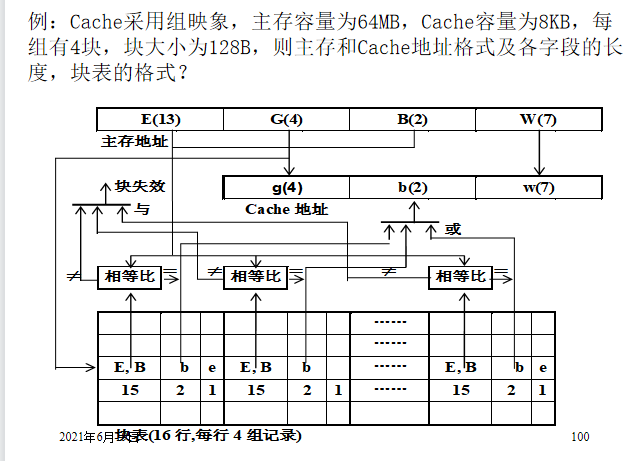 例：Cache采用组映象，主存容量为64MB，Cache容量为8KB，每
组有4块，块大小为128B，则主存和Cache地址格式及各字段的长
度，块表的格式？
E(13) G(4) B(2) W(7)
主存地址
块失效 g(4) b(2) w(7)
与 Cache 地址 或
≠ 相等比 = ≠ 相等比 = ≠ 相等比 =
------
------
E,B b e E,B b ------ E,B b e
15 2 1 15 2 1 ------ 15 2 1
2021年6月 块表(16 行,每行 4 组记录) 100